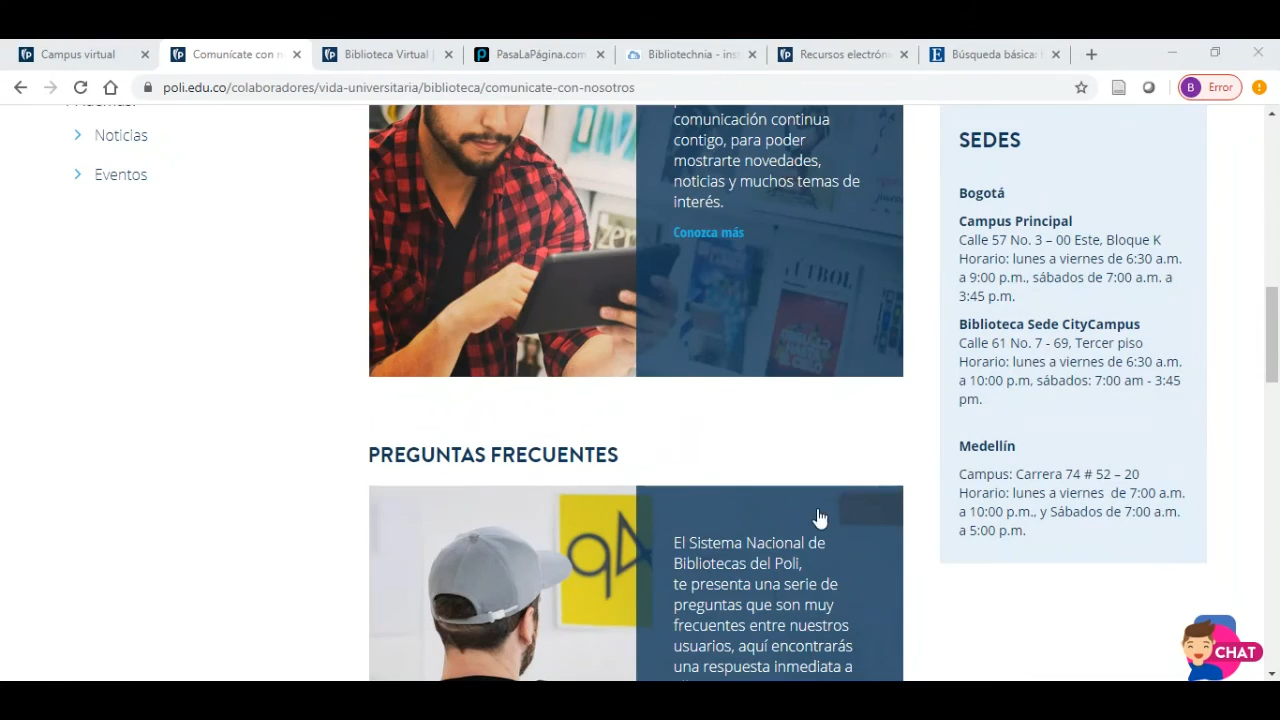 Campus virtual
Comunícate con n
Biblioteca Virtual |
PasaLaPágina.com
Bibliotechnia - inst
Recursos electróni
Búsqueda básica: l
poli.edu.co/colaboradores/vida-universitaria/biblioteca/comunicate-con-nosotros
B
Error
Noticias
Eventos
comunicación continua
contigo, para poder
mostrarte novedades,
noticias y muchos temas de
interés.
Conozca más
FÚTBOL
PREGUNTAS FRECUENTES
El Sistema Nacional de
Bibliotecas del Poli,
te presenta una serie de
preguntas que son muy
frecuentes entre nuestros
usuarios, aquí encontrarás
una respuesta inmediata a
SEDES
Bogotá
Campus Principal
Calle 57 No. 3 – 00 Este, Bloque K
Horario: lunes a viernes de 6:30 a.m.
a 9:00 p.m., sábados de 7:00 a.m. a
3:45 p.m.
Biblioteca Sede CityCampus
Calle 61 No. 7 - 69, Tercer piso
Horario: lunes a viernes de 6:30 a.m.
a 10:00 p.m, sábados: 7:00 am - 3:45
pm.
Medellín
Campus: Carrera 74 # 52 – 20
Horario: lunes a viernes de 7:00 a.m.
a 10:00 p.m., y Sábados de 7:00 a.m.
a 5:00 p.m.
CHAT